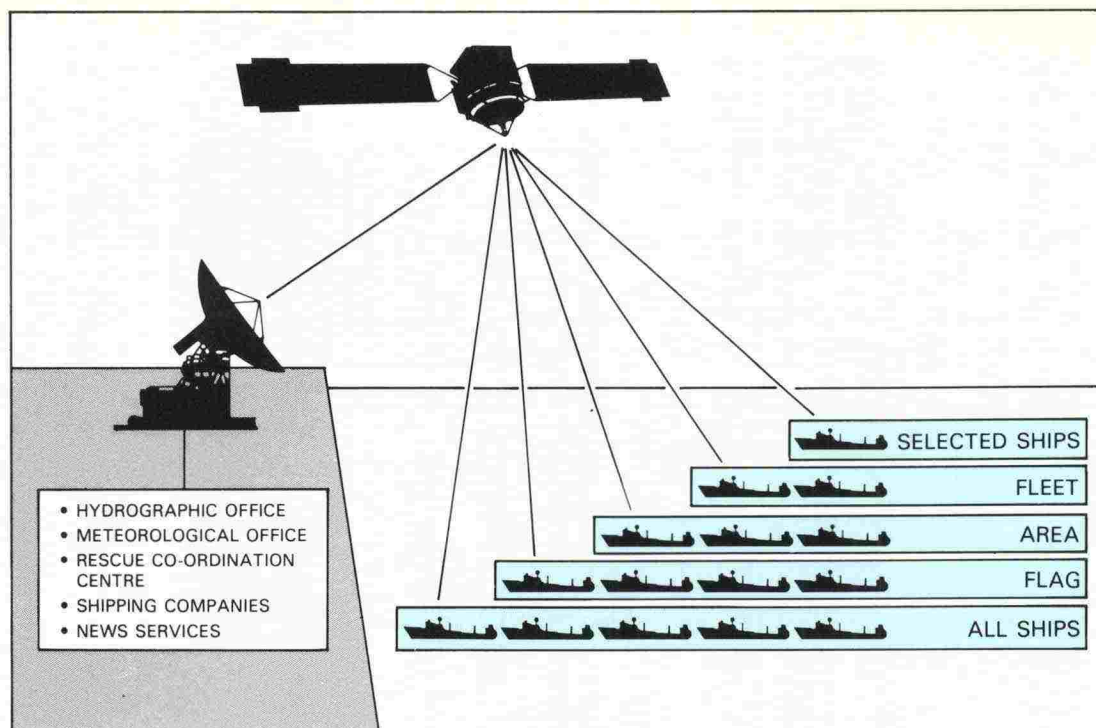 • HYDROGRAPHIC OFFICE
• METEOROLOGICAL OFFICE
• RESCUE CO-ORDINATION
CENTRE
• SHIPPING COMPANIES
• NEWS SERVICES
SELECTED SHIPS
FLEET
AREA
FLAG
ALL SHIPS